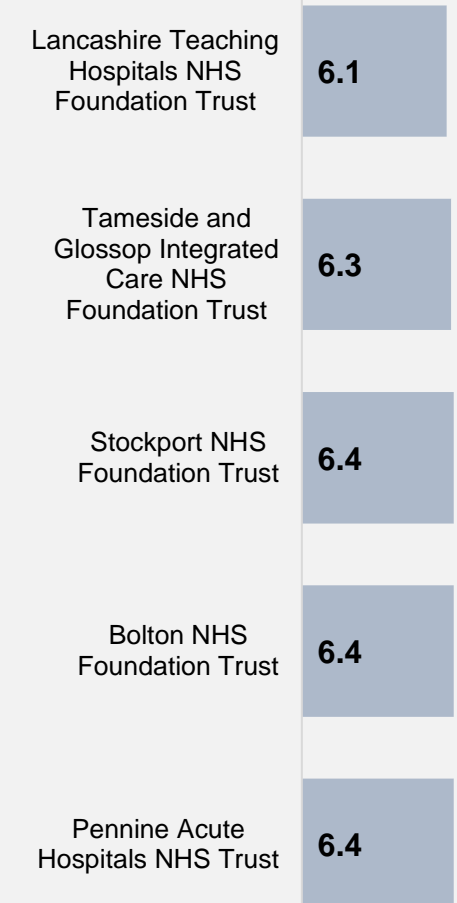 Lancashire Teaching
Hospitals NHS
Foundation Trust
6.1
Tameside and
Glossop Integrated
Care NHS
Foundation Trust
6.3
Stockport NHS
Foundation Trust
6.4
Bolton NHS
Foundation Trust
6.4
Pennine Acute
Hospitals NHS Trust
6.4